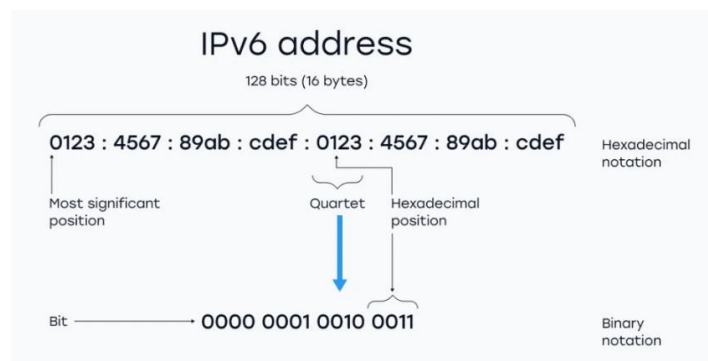 IPv6 address
128 bits (16 bytes)
0123 : 4567 : 89ab : cdef : 0123 : 4567 : 89ab : cdef
Hexadecimal
notation
Most significant
position
Quartet
Hexadecimal
position
Bit
0000 0001 0010 0011
Binary
notation